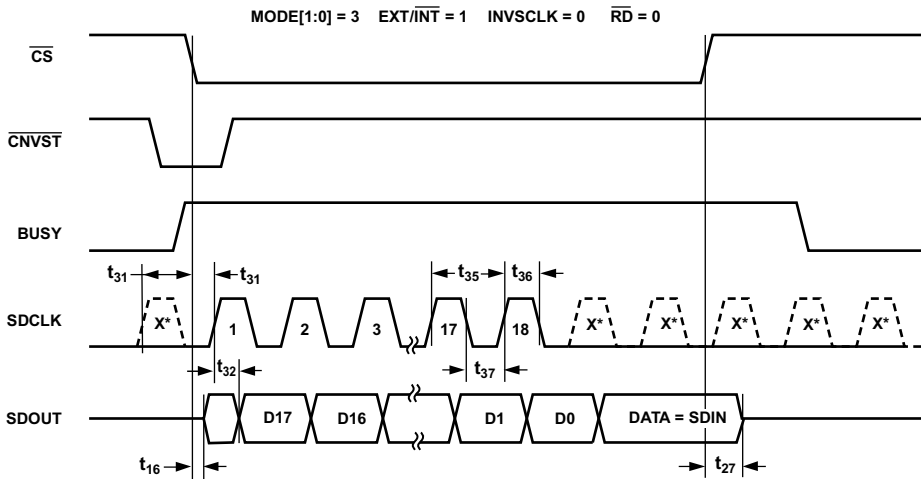 MODE[1:0] = 3 EXT/INT = 1 INVSCLK = 0 RD = 0
CS
CNVST
BUSY
t31 t31 t35 t36
SDCLK X* 1 2 3 17 18 X* X* X* X* X*
t32 t37
SDOUT D17 D16 D1 D0 DATA = SDIN
t16 t27